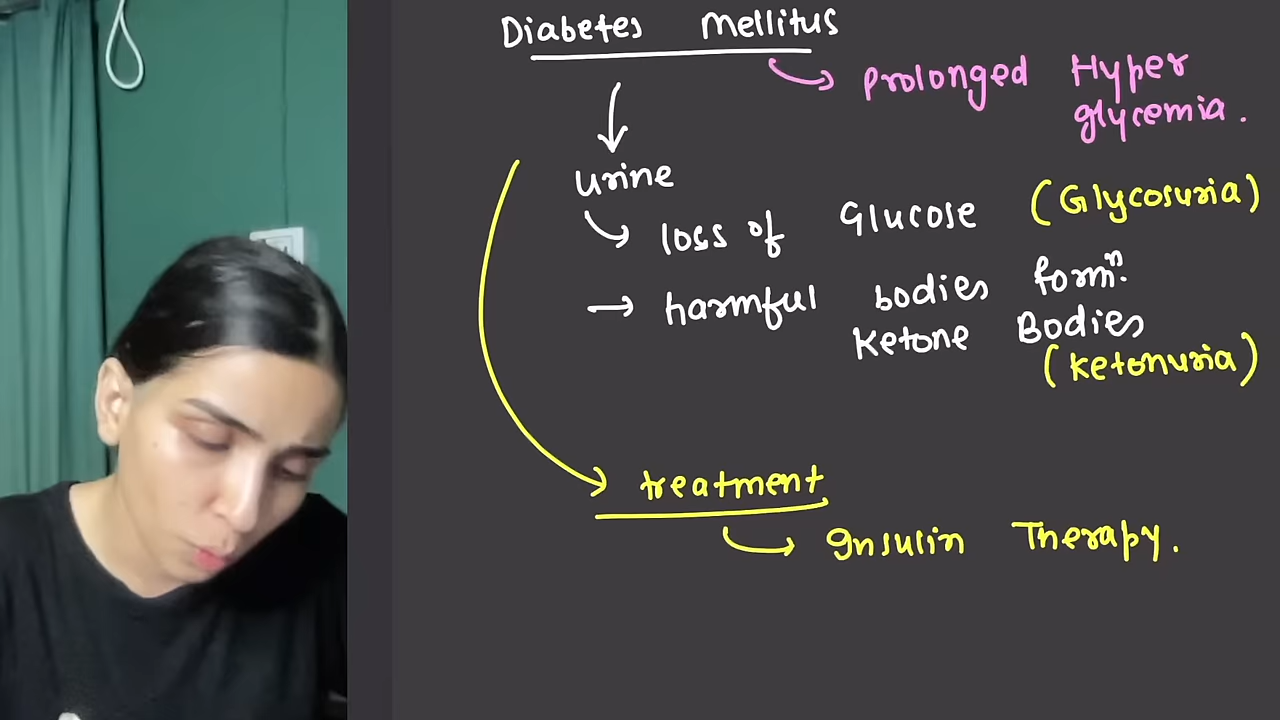 Diabetes Mellitus
Prolonged Hyper
glycemia.
Urine
loss of Glucose (Glycosuria)
harmful bodies formⁿ.
Ketone Bodies
(Ketonuria)
treatment
Insulin Therapy.